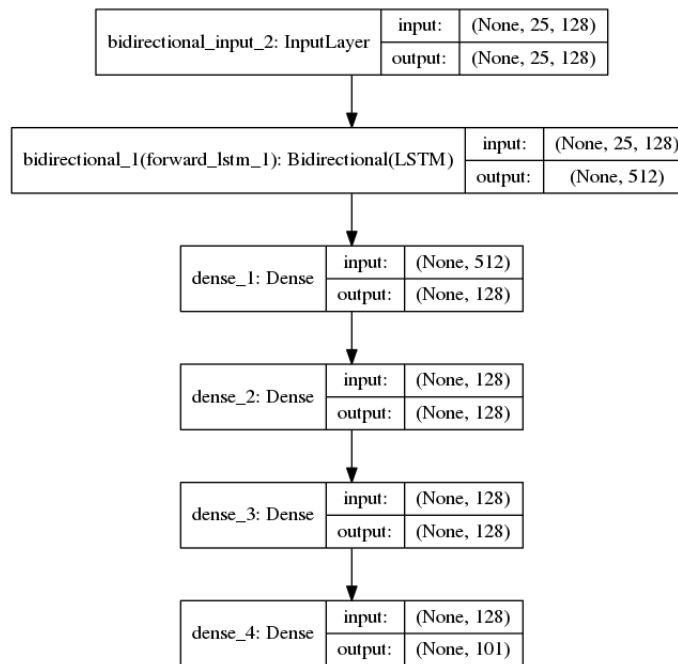 bidirectional_input_2: InputLayer
input: (None, 25, 128)
output: (None, 25, 128)
bidirectional_1(forward_lstm_1): Bidirectional(LSTM)
input: (None, 25, 128)
output: (None, 512)
dense_1: Dense
input: (None, 512)
output: (None, 128)
dense_2: Dense
input: (None, 128)
output: (None, 128)
dense_3: Dense
input: (None, 128)
output: (None, 128)
dense_4: Dense
input: (None, 128)
output: (None, 101)